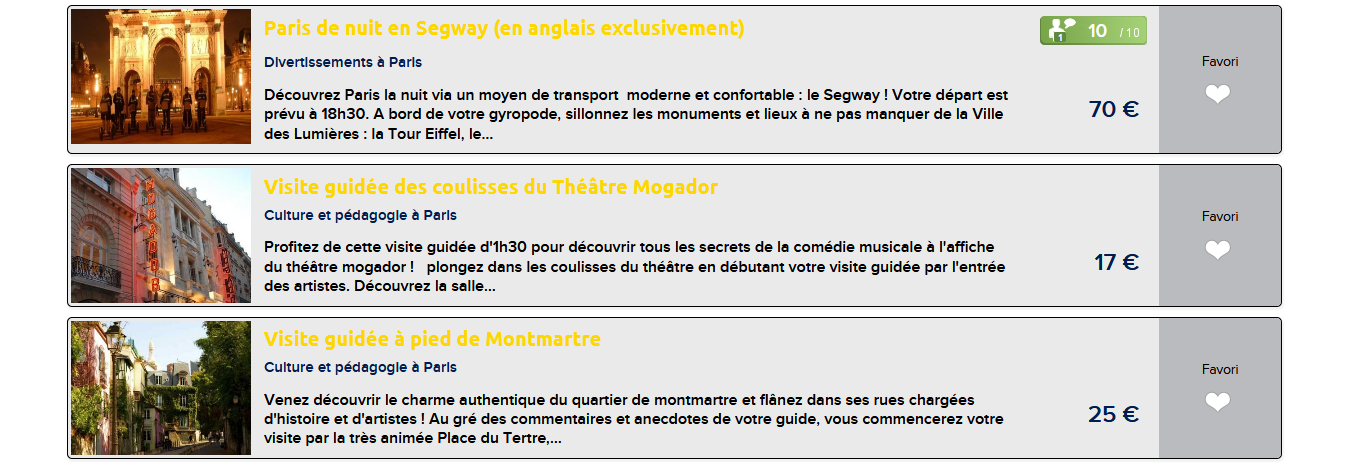 Paris de nuit en Segway (en anglais exclusivement)
1 10 /10
Divertissements à Paris
Favori
Découvrez Paris la nuit via un moyen de transport  moderne et confortable : le Segway ! Votre départ est
prévu à 18h30. A bord de votre gyropode, sillonnez les monuments et lieux à ne pas manquer de la Ville
des Lumières : la Tour Eiffel, le...
70 €
MOGADOR
Visite guidée des coulisses du Théâtre Mogador
Culture et pédagogie à Paris
Favori
Profitez de cette visite guidée d'1h30 pour découvrir tous les secrets de la comédie musicale à l'affiche
du théâtre mogador !   plongez dans les coulisses du théâtre en débutant votre visite guidée par l'entrée
des artistes. Découvrez la salle...
17 €
Visite guidée à pied de Montmartre
Culture et pédagogie à Paris
Favori
Venez découvrir le charme authentique du quartier de montmartre et flânez dans ses rues chargées
d'histoire et d'artistes ! Au gré des commentaires et anecdotes de votre guide, vous commencerez votre
visite par la très animée Place du Tertre,...
25 €